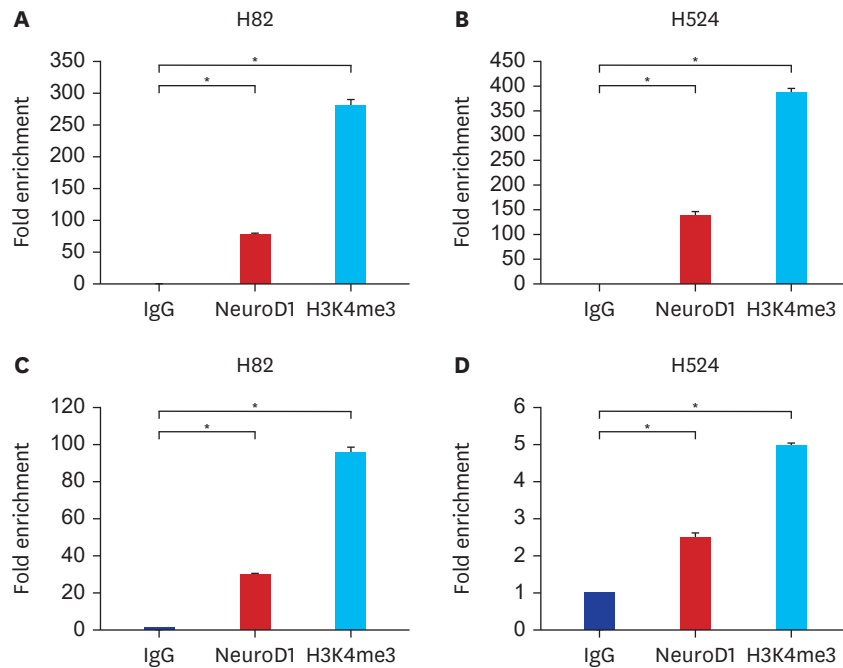 A
H82
Fold enrichment
350
300
250
200
150
100
50
0
*
*
IgG NeuroD1 H3K4me3
B
H524
Fold enrichment
450
400
350
300
250
200
150
100
50
0
*
*
IgG NeuroD1 H3K4me3
C
H82
Fold enrichment
120
100
80
60
40
20
0
*
*
IgG NeuroD1 H3K4me3
D
H524
Fold enrichment
6
5
4
3
2
1
0
*
*
IgG NeuroD1 H3K4me3